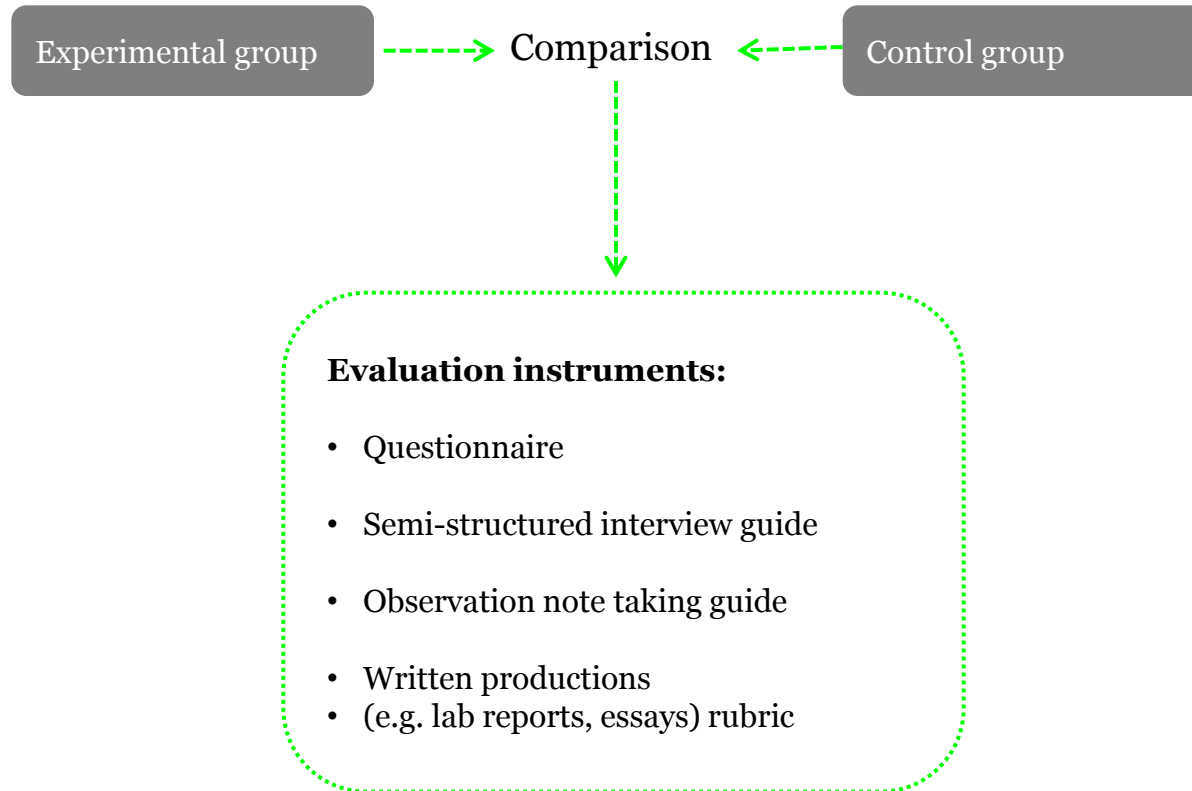 Experimental group
Comparison
Control group
Evaluation instruments:
• Questionnaire
• Semi-structured interview guide
• Observation note taking guide
• Written productions
• (e.g. lab reports, essays) rubric